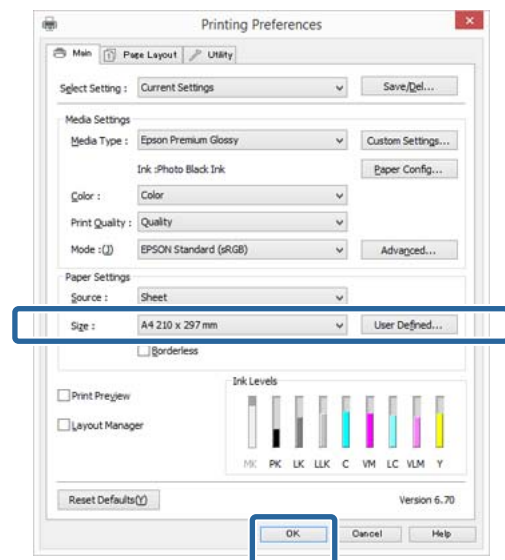 Printing Preferences
Main Page Layout Utility
Select Setting : Current Settings Save/Del...
Media Settings
Media Type : Epson Premium Glossy Custom Settings...
Ink :Photo Black Ink Paper Config...
Color : Color
Print Quality : Quality
Mode :(J) EPSON Standard (sRGB) Advanced...
Paper Settings
Source : Sheet
Size : A4 210 x 297 mm User Defined...
Borderless
Ink Levels
Print Preview
Layout Manager
MK PK LK LLK C VM LC VLM Y
Reset Defaults(Y) Version 6.70
OK Cancel Help